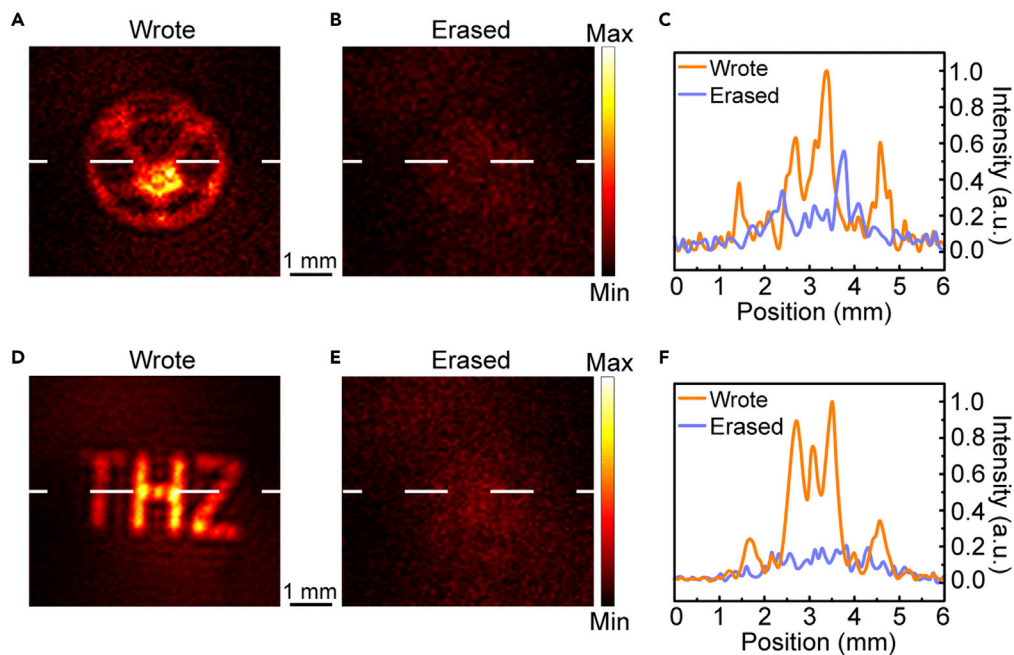 A
Wrote
1 mm
B
Erased
Max
Min
C
Wrote
Erased
1.0
0.8
0.6
0.4
0.2
0.0
Intensity (a.u.)
0 1 2 3 4 5 6
Position (mm)
D
Wrote
THZ
1 mm
E
Erased
Max
Min
F
Wrote
Erased
1.0
0.8
0.6
0.4
0.2
0.0
Intensity (a.u.)
0 1 2 3 4 5 6
Position (mm)